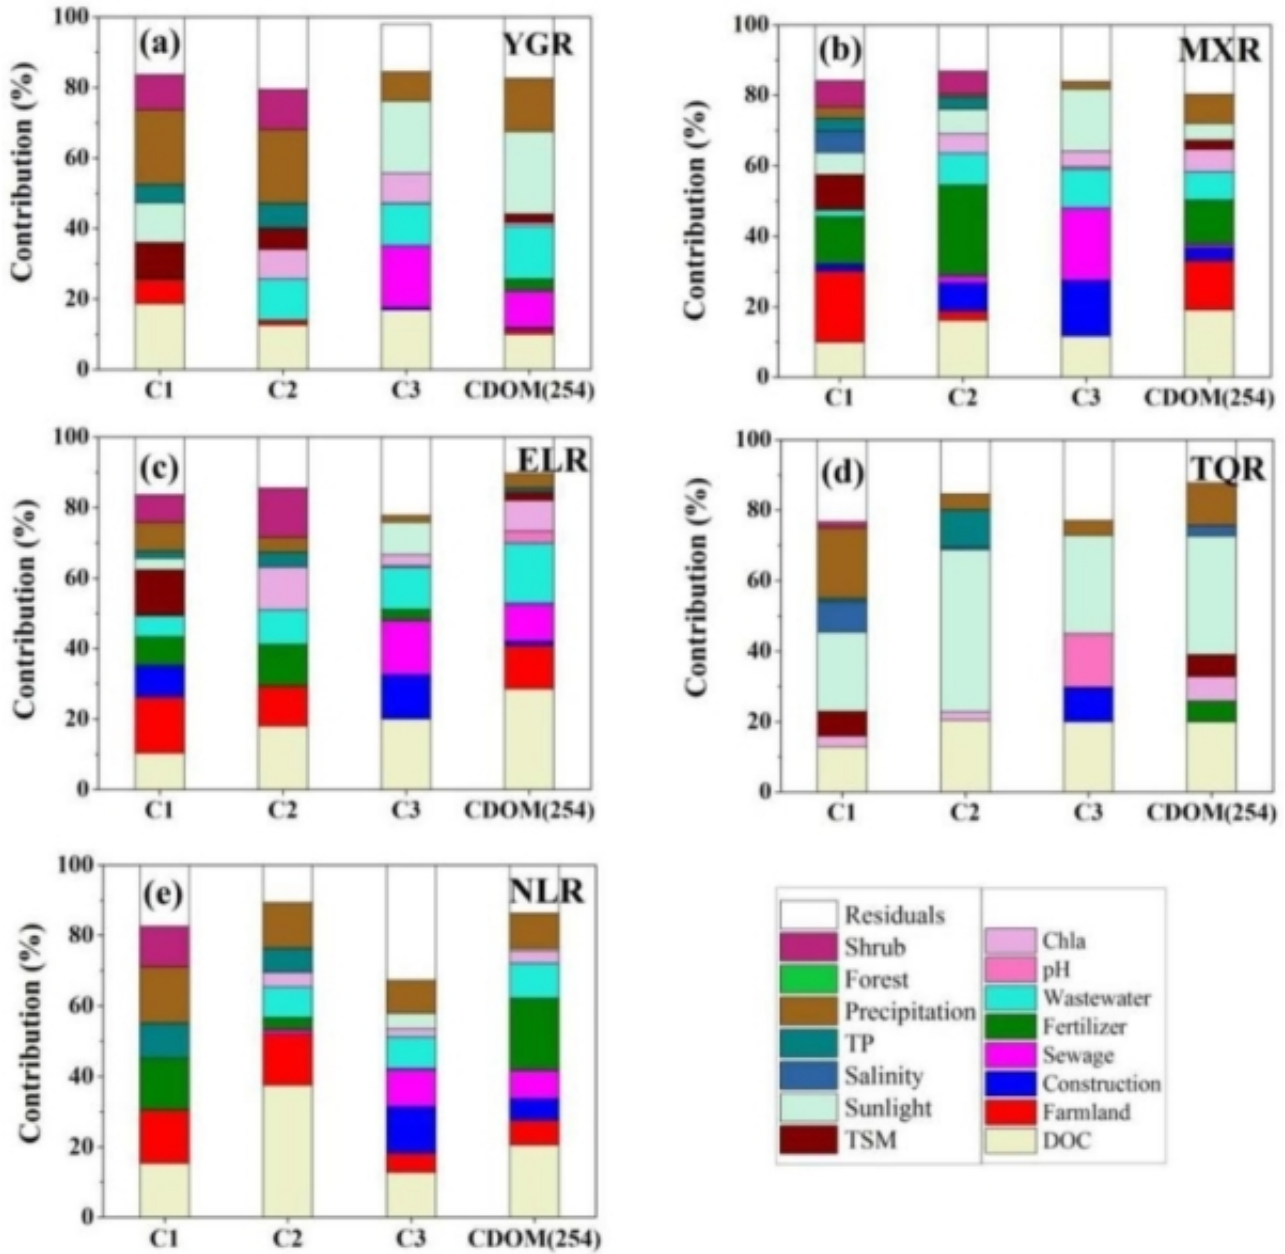 (a) YGR
100
80
60
40
20
0
Contribution (%)
C1 C2 C3 CDOM(254)
(b) MXR
100
80
60
40
20
0
Contribution (%)
C1 C2 C3 CDOM(254)
(c) ELR
100
80
60
40
20
0
Contribution (%)
C1 C2 C3 CDOM(254)
(d) TQR
100
80
60
40
20
0
Contribution (%)
C1 C2 C3 CDOM(254)
(e) NLR
100
80
60
40
20
0
Contribution (%)
C1 C2 C3 CDOM(254)
Residuals
Shrub
Forest
Precipitation
TP
Salinity
Sunlight
TSM
Chla
pH
Wastewater
Fertilizer
Sewage
Construction
Farmland
DOC